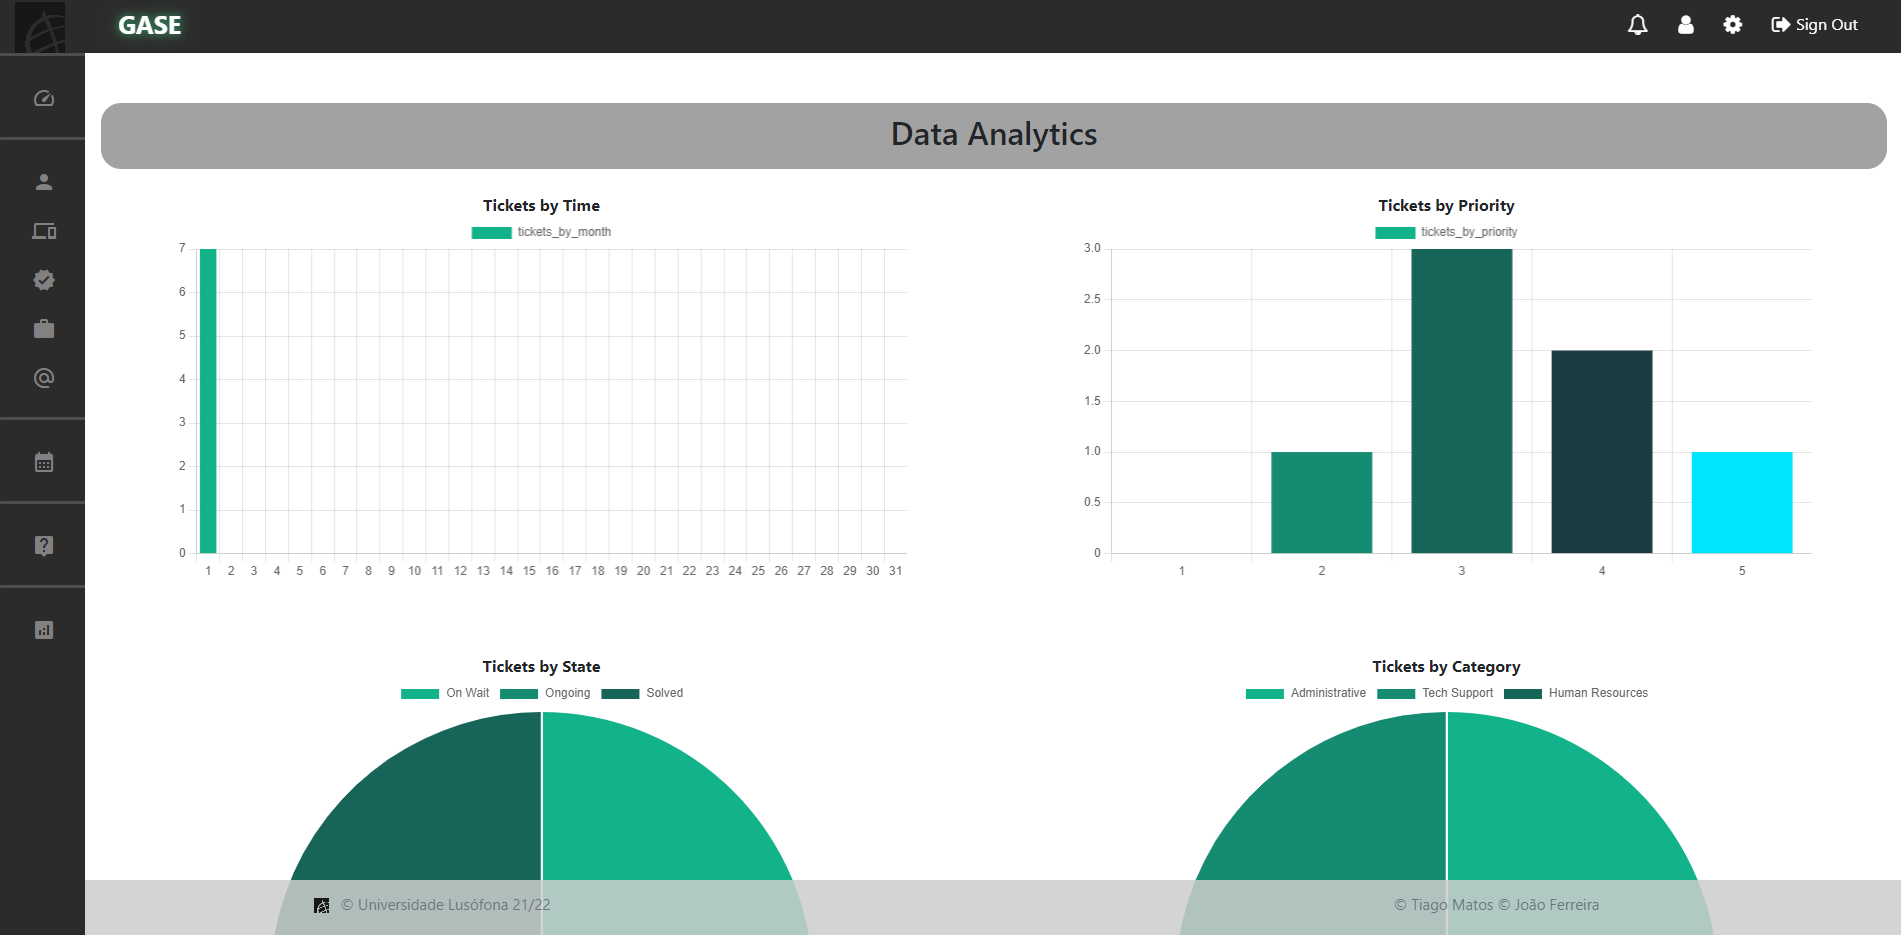 GASE
Sign Out
Data Analytics
Tickets by Time
tickets_by_month
7
6
5
4
3
2
1
0
1 2 3 4 5 6 7 8 9 10 11 12 13 14 15 16 17 18 19 20 21 22 23 24 25 26 27 28 29 30 31
Tickets by Priority
tickets_by_priority
3.0
2.5
2.0
1.5
1.0
0.5
0
1 2 3 4 5
Tickets by State
On Wait Ongoing Solved
Tickets by Category
Administrative Tech Support Human Resources
© Universidade Lusófona 21/22
© Tiago Matos © João Ferreira